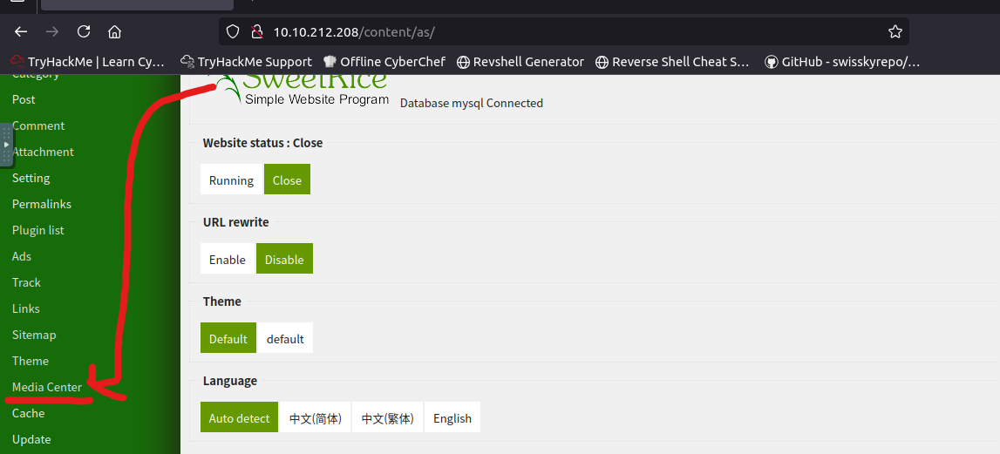 10.10.212.208/content/as/
TryHackMe | Learn Cy... TryHackMe Support Offline CyberChef Revshell Generator Reverse Shell Cheat S... GitHub - swisskyrepo/...
Category
Post
Comment
Attachment
Setting
Permalinks
Plugin list
Ads
Track
Links
Sitemap
Theme
Media Center
Cache
Update
SweetRice
Simple Website Program
Database mysql Connected
Website status : Close
Running Close
URL rewrite
Enable Disable
Theme
Default default
Language
Auto detect 中文(简体) 中文(繁体) English